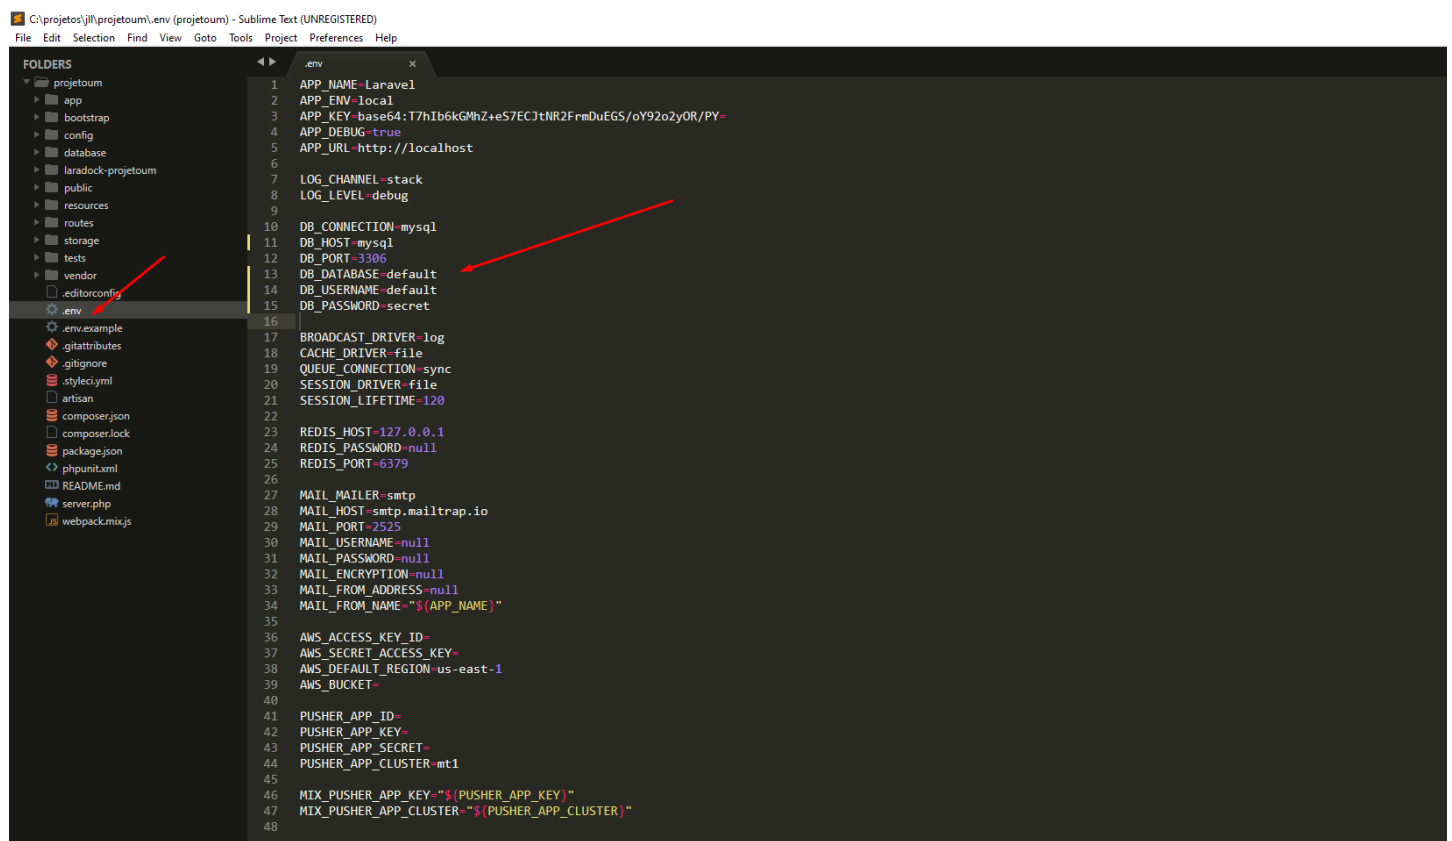 C:\projetos\jll\projetoum\.env (projetoum) - Sublime Text (UNREGISTERED)
File Edit Selection Find View Goto Tools Project Preferences Help
FOLDERS
projetoum
app
bootstrap
config
database
laradock-projetoum
public
resources
routes
storage
tests
vendor
.editorconfig
.env
.env.example
.gitattributes
.gitignore
.styleci.yml
artisan
composer.json
composer.lock
package.json
phpunit.xml
README.md
server.php
webpack.mix.js
.env
1 APP_NAME=Laravel
2 APP_ENV=local
3 APP_KEY=base64:T7hIb6kGMhZ+eS7ECJtNR2FrmDuEGS/oY92o2yOR/PY=
4 APP_DEBUG=true
5 APP_URL=http://localhost
6
7 LOG_CHANNEL=stack
8 LOG_LEVEL=debug
9
10 DB_CONNECTION=mysql
11 DB_HOST=mysql
12 DB_PORT=3306
13 DB_DATABASE=default
14 DB_USERNAME=default
15 DB_PASSWORD=secret
16
17 BROADCAST_DRIVER=log
18 CACHE_DRIVER=file
19 QUEUE_CONNECTION=sync
20 SESSION_DRIVER=file
21 SESSION_LIFETIME=120
22
23 REDIS_HOST=127.0.0.1
24 REDIS_PASSWORD=null
25 REDIS_PORT=6379
26
27 MAIL_MAILER=smtp
28 MAIL_HOST=smtp.mailtrap.io
29 MAIL_PORT=2525
30 MAIL_USERNAME=null
31 MAIL_PASSWORD=null
32 MAIL_ENCRYPTION=null
33 MAIL_FROM_ADDRESS=null
34 MAIL_FROM_NAME="${APP_NAME}"
35
36 AWS_ACCESS_KEY_ID=
37 AWS_SECRET_ACCESS_KEY=
38 AWS_DEFAULT_REGION=us-east-1
39 AWS_BUCKET=
40
41 PUSHER_APP_ID=
42 PUSHER_APP_KEY=
43 PUSHER_APP_SECRET=
44 PUSHER_APP_CLUSTER=mt1
45
46 MIX_PUSHER_APP_KEY="${PUSHER_APP_KEY}"
47 MIX_PUSHER_APP_CLUSTER="${PUSHER_APP_CLUSTER}"
48